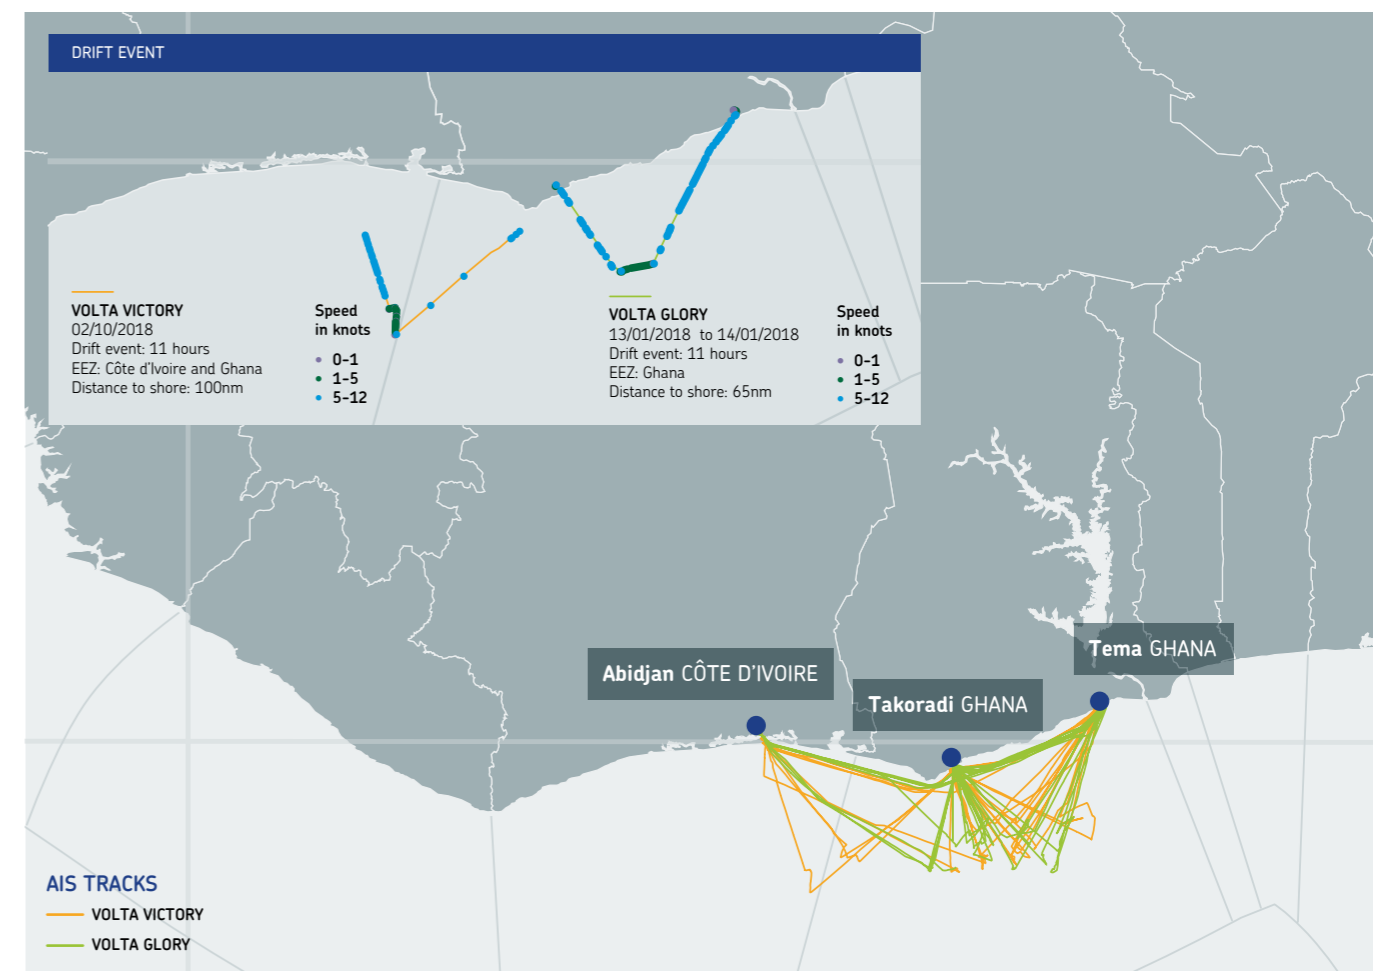 DRIFT EVENT
VOLTA VICTORY
02/10/2018
Drift event: 11 hours
EEZ: Côte d'Ivoire and Ghana
Distance to shore: 100nm
Speed
in knots
0-1
1-5
5-12
VOLTA GLORY
13/01/2018 to 14/01/2018
Drift event: 11 hours
EEZ: Ghana
Distance to shore: 65nm
Speed
in knots
0-1
1-5
5-12
Tema GHANA
Abidjan CÔTE D'IVOIRE
Takoradi GHANA
AIS TRACKS
VOLTA VICTORY
VOLTA GLORY